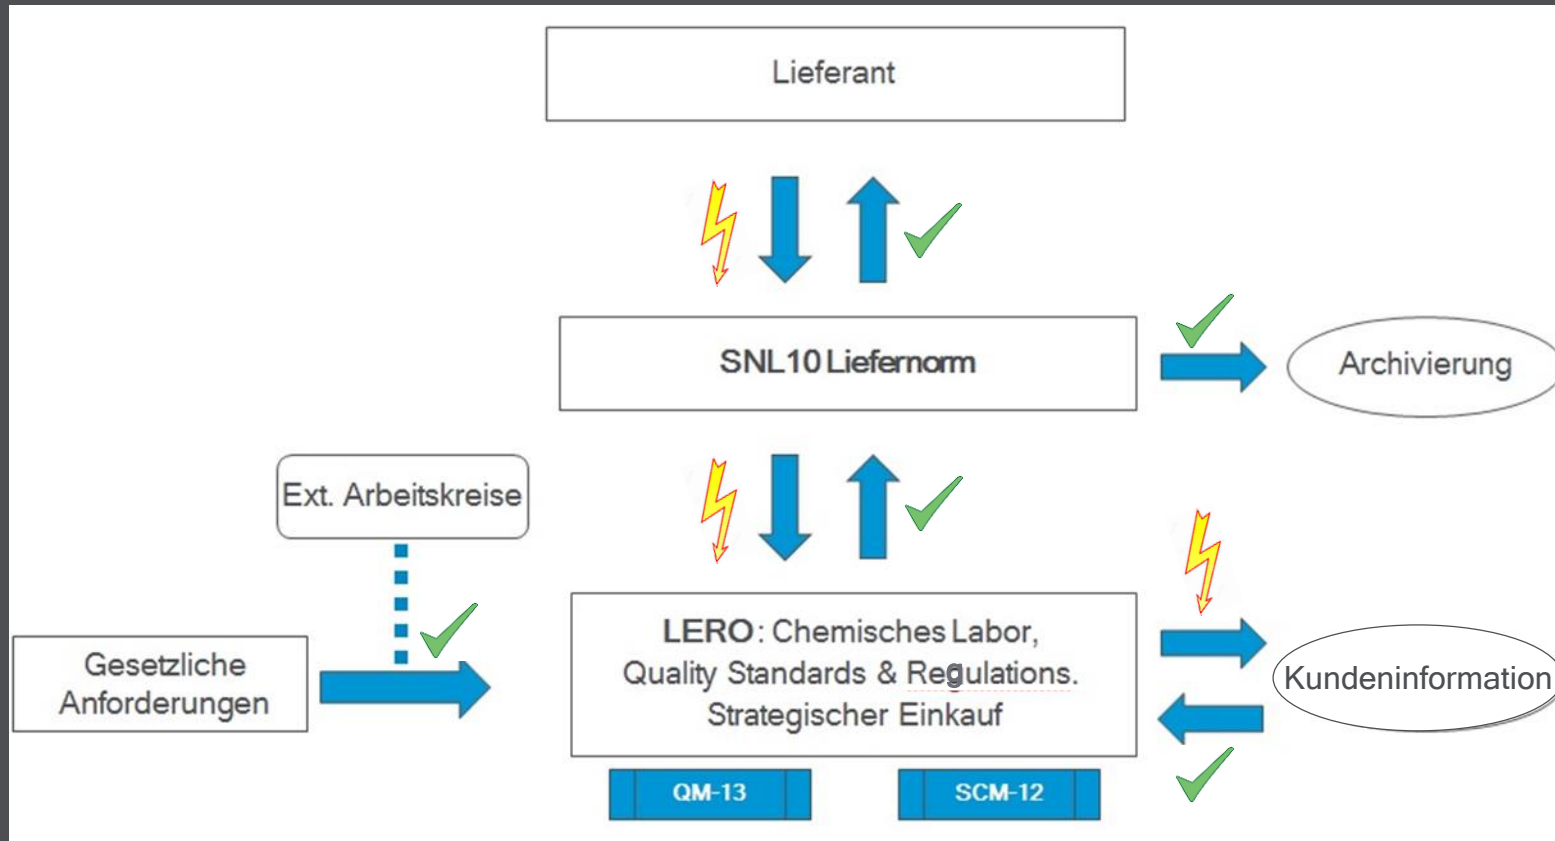 Lieferant
SNL10 Liefernorm
Archivierung
Ext. Arbeitskreise
Gesetzliche
Anforderungen
LERO: Chemisches Labor,
Quality Standards & Regulations.
Strategischer Einkauf
Kundeninformation
QM-13
SCM-12